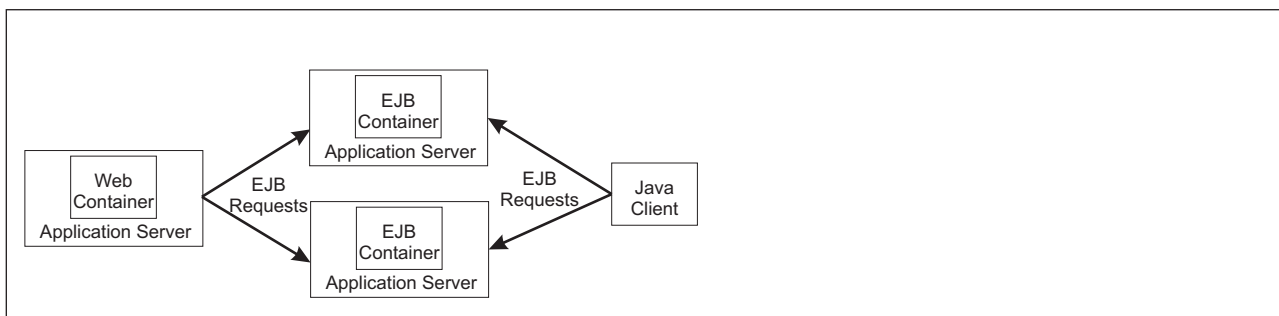 EJB
Container
Application Server
Web
Container
Application Server
EJB
Requests
EJB
Requests
Java
Client
EJB
Container
Application Server